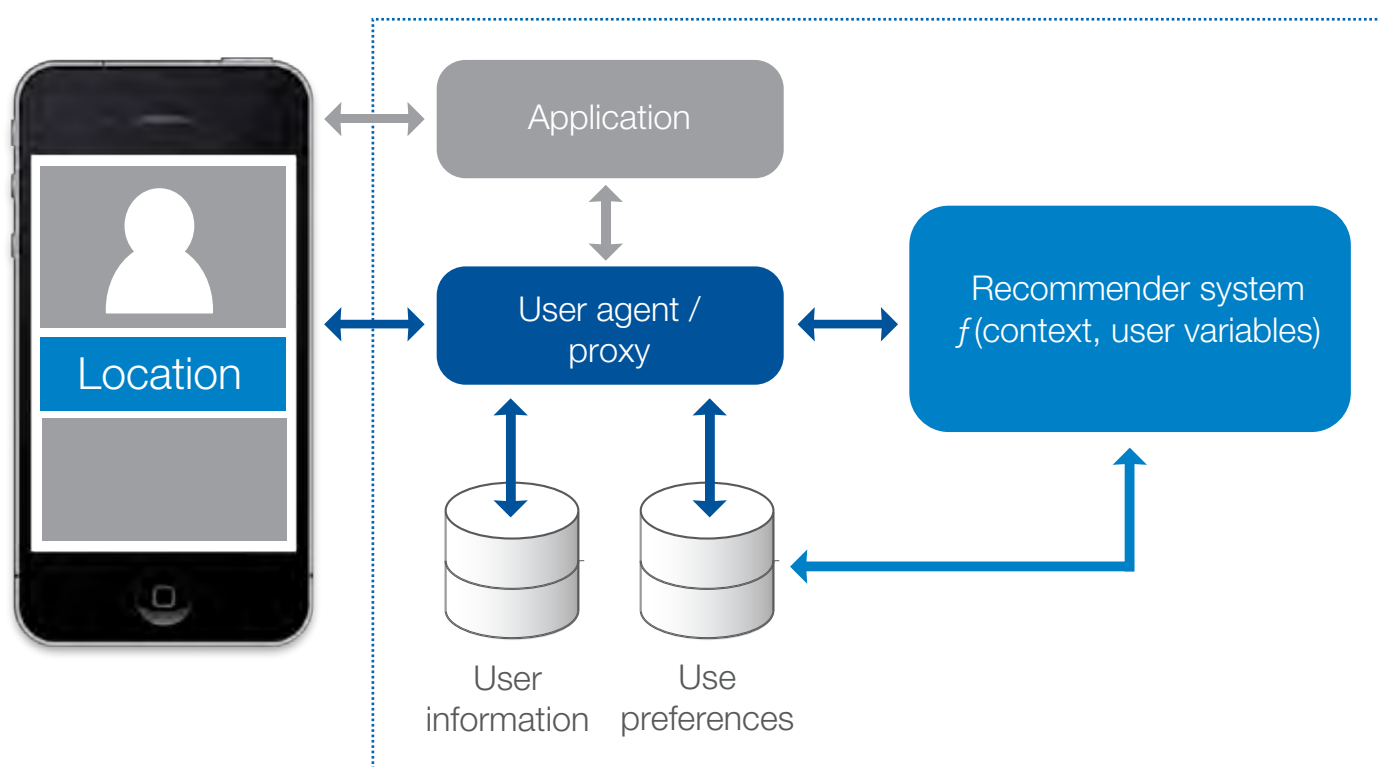 Application
Location
User agent /
proxy
Recommender system
ƒ(context, user variables)
User
information
Use
preferences